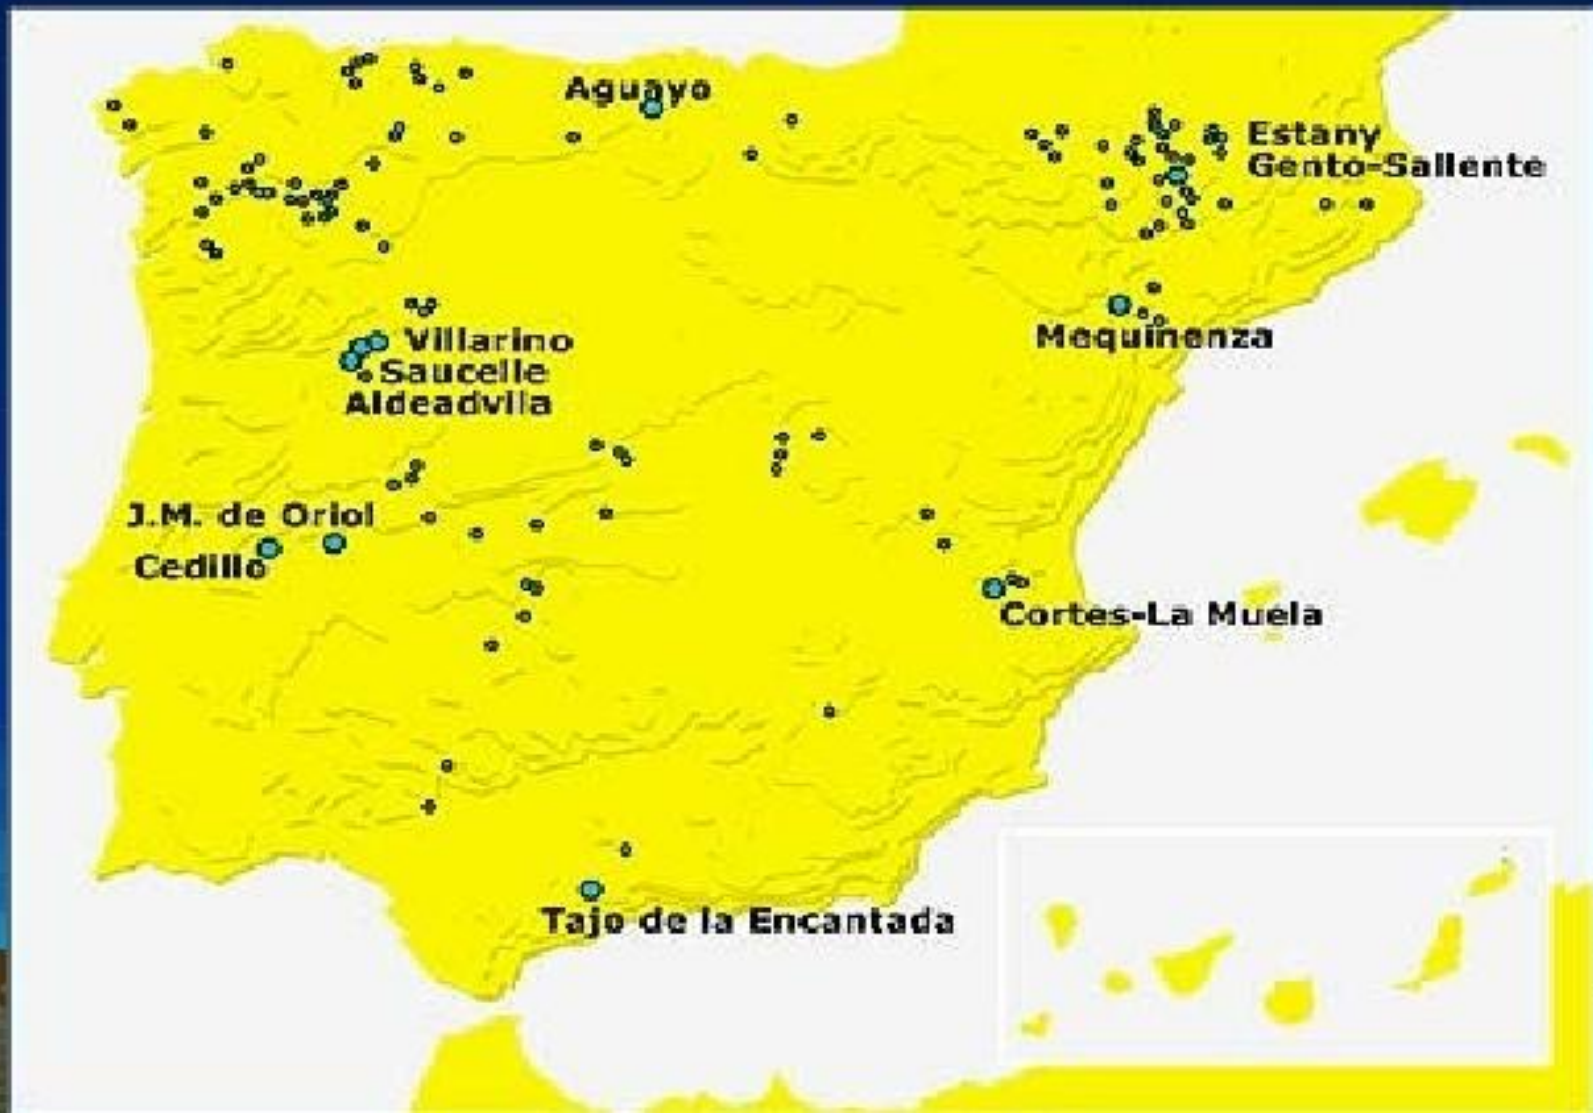 Aguayo
Estany
Gento-Sallente
Mequinenza
Villarino
Saucelle
Aldeadvila
J.M. de Oriol
Cedillo
Cortes-La Muela
Tajo de la Encantada